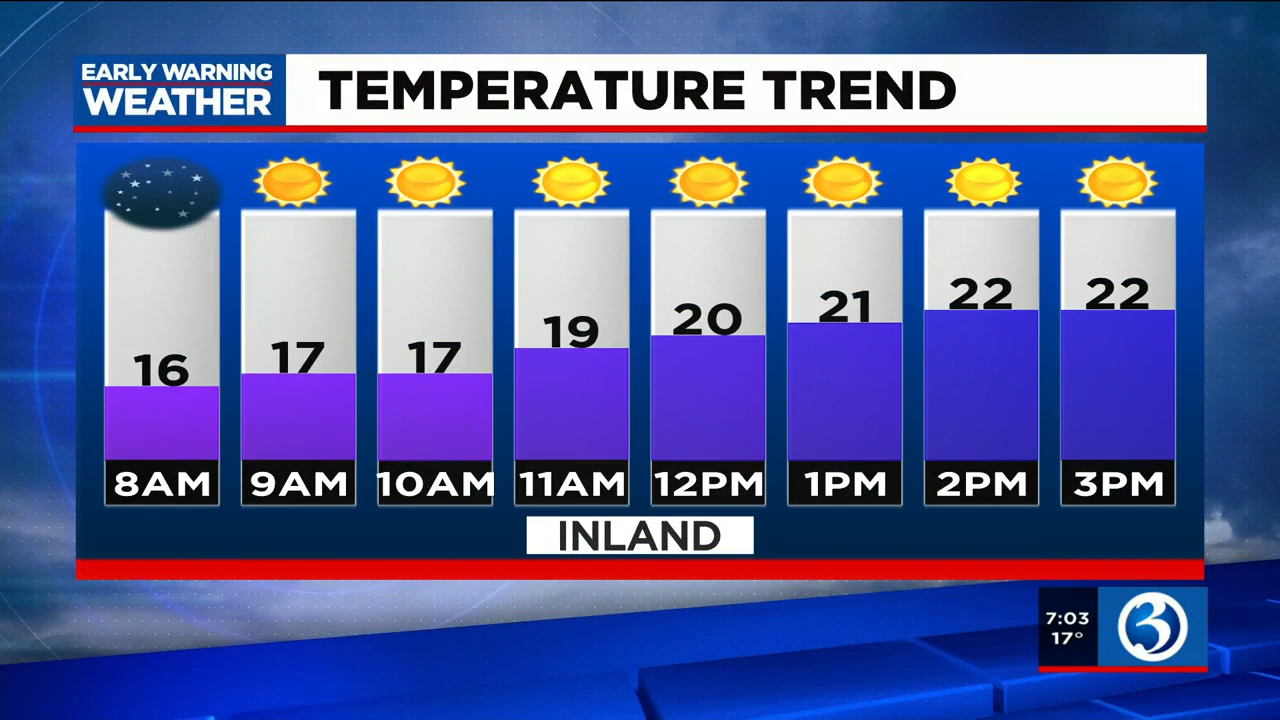 EARLY WARNING
WEATHER
TEMPERATURE TREND
16 17 17 19 20 21 22 22
8AM 9AM 10AM 11AM 12PM 1PM 2PM 3PM
INLAND
7:03
17°
3